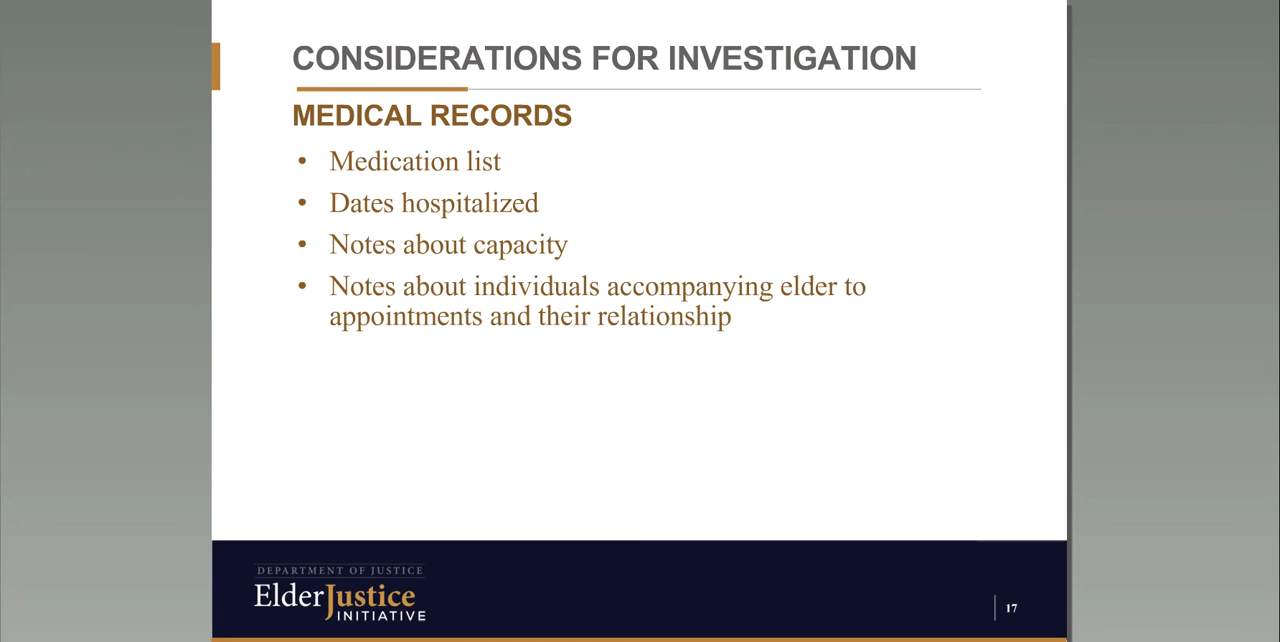 CONSIDERATIONS FOR INVESTIGATION
MEDICAL RECORDS
• Medication list
• Dates hospitalized
• Notes about capacity
• Notes about individuals accompanying elder to
appointments and their relationship
DEPARTMENT OF JUSTICE
ElderJustice
INITIATIVE
17